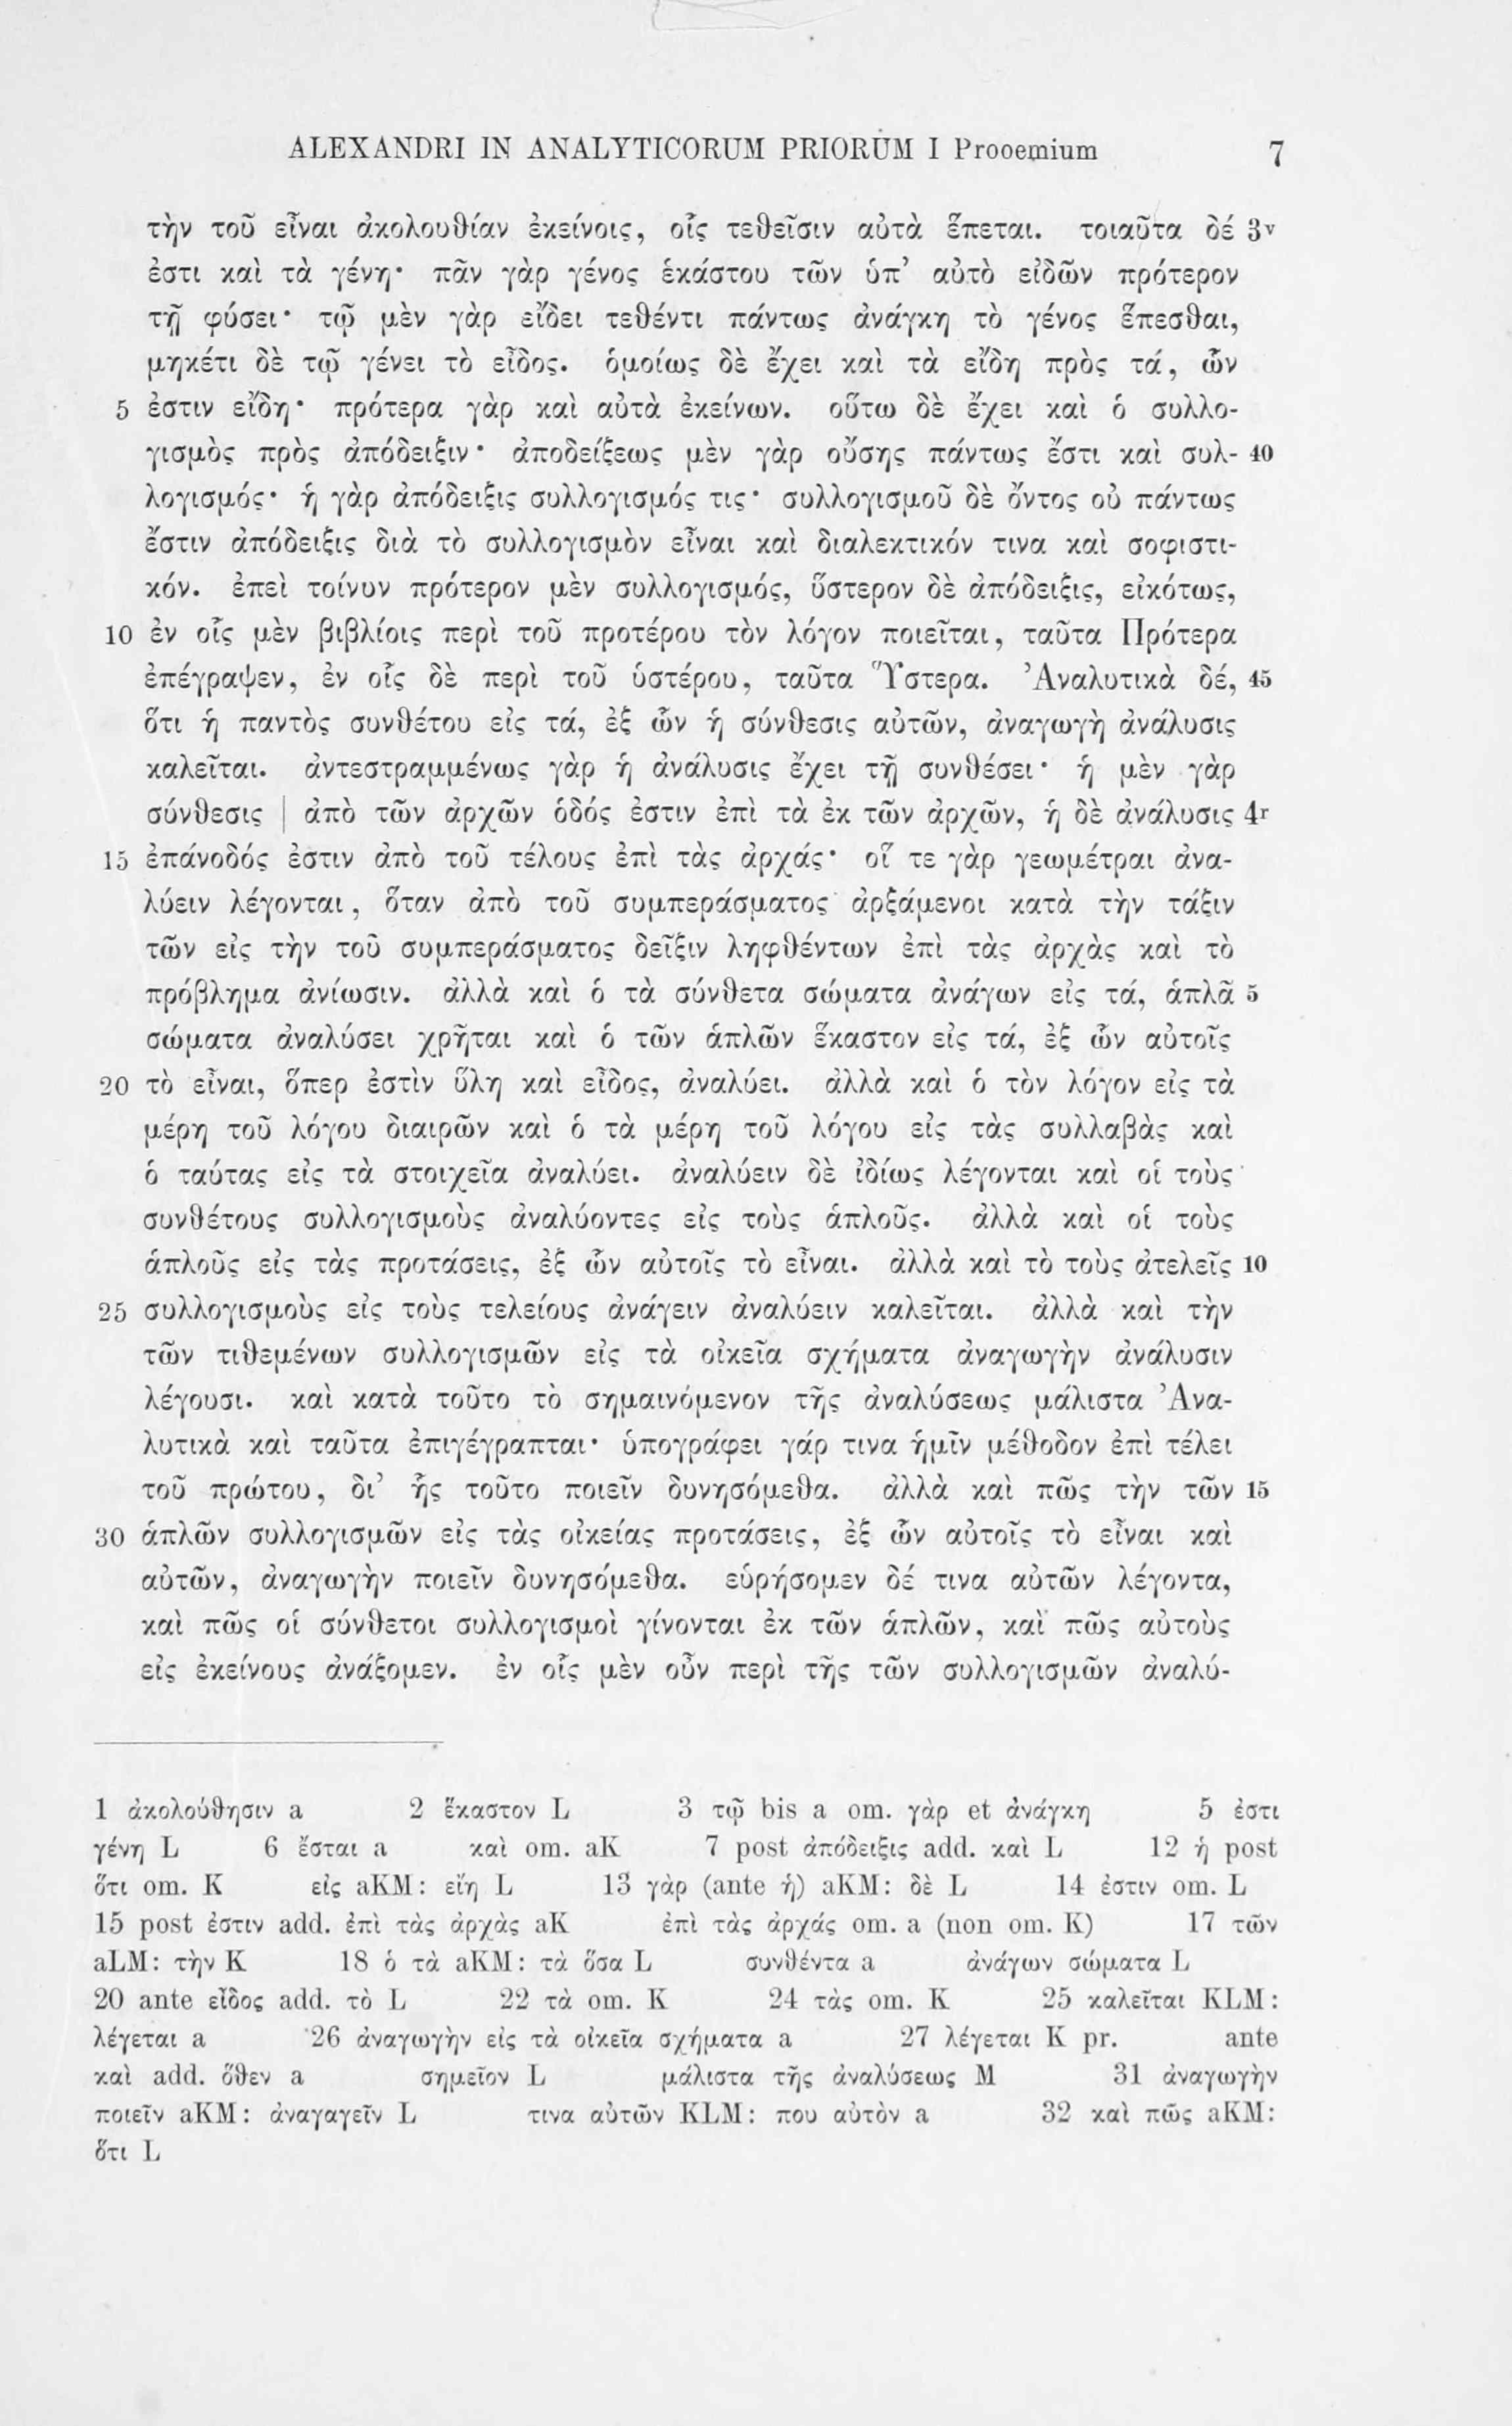 ALEXANDRI IN ANALYTICORUM PRIORUM I Prooemium 7
τὴν τοῦ εἶναι ἀκολουθίαν ἐκείνοις, οἷς τεθεῖσιν αὐτὰ ἕπεται. τοιαῦτα δέ 3v
ἐστι καὶ τὰ γένη· πᾶν γὰρ γένος ἑκάστου τῶν ὑπ’ αὐτὸ εἰδῶν πρότερον
τῇ φύσει· τῷ μὲν γὰρ εἴδει τεθέντι πάντως ἀνάγκη τὸ γένος ἕπεσθαι,
μηκέτι δὲ τῷ γένει τὸ εἶδος. ὁμοίως δὲ ἔχει καὶ τὰ εἴδη πρὸς τά, ὧν
5 ἐστιν εἴδη· πρότερα γὰρ καὶ αὐτὰ ἐκείνων. οὕτω δὲ ἔχει καὶ ὁ συλλο-
γισμὸς πρὸς ἀπόδειξιν· ἀποδείξεως μὲν γὰρ οὔσης πάντως ἔστι καὶ συλ- 40
λογισμός· ἡ γὰρ ἀπόδειξις συλλογισμός τις· συλλογισμοῦ δὲ ὄντος οὐ πάντως
ἔστιν ἀπόδειξις διὰ τὸ συλλογισμὸν εἶναι καὶ διαλεκτικόν τινα καὶ σοφιστι-
κόν. ἐπεὶ τοίνυν πρότερον μὲν συλλογισμός, ὕστερον δὲ ἀπόδειξις, εἰκότως,
10 ἐν οἷς μὲν βιβλίοις περὶ τοῦ προτέρου τὸν λόγον ποιεῖται, ταῦτα Πρότερα
ἐπέγραψεν, ἐν οἷς δὲ περὶ τοῦ ὑστέρου, ταῦτα Ὕστερα. Ἀναλυτικὰ δέ, 45
ὅτι ἡ παντὸς συνθέτου εἰς τά, ἐξ ὧν ἡ σύνθεσις αὐτῶν, ἀναγωγὴ ἀνάλυσις
καλεῖται. ἀντεστραμμένως γὰρ ἡ ἀνάλυσις ἔχει τῇ συνθέσει· ἡ μὲν γὰρ
σύνθεσις | ἀπὸ τῶν ἀρχῶν ὁδός ἐστιν ἐπὶ τὰ ἐκ τῶν ἀρχῶν, ἡ δὲ ἀνάλυσις 4r
15 ἐπάνοδός ἐστιν ἀπὸ τοῦ τέλους ἐπὶ τὰς ἀρχάς· οἵ τε γὰρ γεωμέτραι ἀνα-
λύειν λέγονται, ὅταν ἀπὸ τοῦ συμπεράσματος ἀρξάμενοι κατὰ τὴν τάξιν
τῶν εἰς τὴν τοῦ συμπεράσματος δεῖξιν ληφθέντων ἐπὶ τὰς ἀρχὰς καὶ τὸ
πρόβλημα ἀνίωσιν. ἀλλὰ καὶ ὁ τὰ σύνθετα σώματα ἀνάγων εἰς τά, ἁπλᾶ 5
σώματα ἀναλύσει χρῆται καὶ ὁ τῶν ἁπλῶν ἕκαστον εἰς τά, ἐξ ὧν αὐτοῖς
20 τὸ εἶναι, ὅπερ ἐστὶν ὕλη καὶ εἶδος, ἀναλύει. ἀλλὰ καὶ ὁ τὸν λόγον εἰς τὰ
μέρη τοῦ λόγου διαιρῶν καὶ ὁ τὰ μέρη τοῦ λόγου εἰς τὰς συλλαβὰς καὶ
ὁ ταύτας εἰς τὰ στοιχεῖα ἀναλύει. ἀναλύειν δὲ ἰδίως λέγονται καὶ οἱ τοὺς
συνθέτους συλλογισμοὺς ἀναλύοντες εἰς τοὺς ἁπλοῦς. ἀλλὰ καὶ οἱ τοὺς
ἁπλοῦς εἰς τὰς προτάσεις, ἐξ ὧν αὐτοῖς τὸ εἶναι. ἀλλὰ καὶ τὸ τοὺς ἀτελεῖς 10
25 συλλογισμοὺς εἰς τοὺς τελείους ἀνάγειν ἀναλύειν καλεῖται. ἀλλὰ καὶ τὴν
τῶν τιθεμένων συλλογισμῶν εἰς τὰ οἰκεῖα σχήματα ἀναγωγὴν ἀνάλυσιν
λέγουσι. καὶ κατὰ τοῦτο τὸ σημαινόμενον τῆς ἀναλύσεως μάλιστα Ἀνα-
λυτικὰ καὶ ταῦτα ἐπιγέγραπται· ὑπογράφει γάρ τινα ἡμῖν μέθοδον ἐπὶ τέλει
τοῦ πρώτου, δι’ ἧς τοῦτο ποιεῖν δυνησόμεθα. ἀλλὰ καὶ πῶς τὴν τῶν 15
30 ἁπλῶν συλλογισμῶν εἰς τὰς οἰκείας προτάσεις, ἐξ ὧν αὐτοῖς τὸ εἶναι καὶ
αὐτῶν, ἀναγωγὴν ποιεῖν δυνησόμεθα. εὑρήσομεν δέ τινα αὐτῶν λέγοντα,
καὶ πῶς οἱ σύνθετοι συλλογισμοὶ γίνονται ἐκ τῶν ἁπλῶν, καὶ πῶς αὐτοὺς
εἰς ἐκείνους ἀνάξομεν. ἐν οἷς μὲν οὖν περὶ τῆς τῶν συλλογισμῶν ἀναλύ-
1 ἀκολούθησιν a 2 ἕκαστον L 3 τῷ bis a om. γὰρ et ἀνάγκη 5 ἐστι
γένη L 6 ἔσται a καὶ om. aK 7 post ἀπόδειξις add. καὶ L 12 ἡ post
ὅτι om. K εἰς aKM: εἴη L 13 γὰρ (ante ἡ) aKM: δὲ L 14 ἐστιν om. L
15 post ἐστιν add. ἐπὶ τὰς ἀρχὰς aK ἐπὶ τὰς ἀρχάς om. a (non om. K) 17 τῶν
aLM: τὴν K 18 ὁ τὰ aKM: τὰ ὅσα L συνθέντα a ἀνάγων σώματα L
20 ante εἶδος add. τὸ L 22 τὰ om. K 24 τὰς om. K 25 καλεῖται KLM:
λέγεται a 26 ἀναγωγὴν εἰς τὰ οἰκεῖα σχήματα a 27 λέγεται K pr. ante
καὶ add. ὅθεν a σημεῖον L μάλιστα τῆς ἀναλύσεως M 31 ἀναγωγὴν
ποιεῖν aKM: ἀναγαγεῖν L τινα αὐτῶν KLM: που αὐτὸν a 32 καὶ πῶς aKM:
ὅτι L